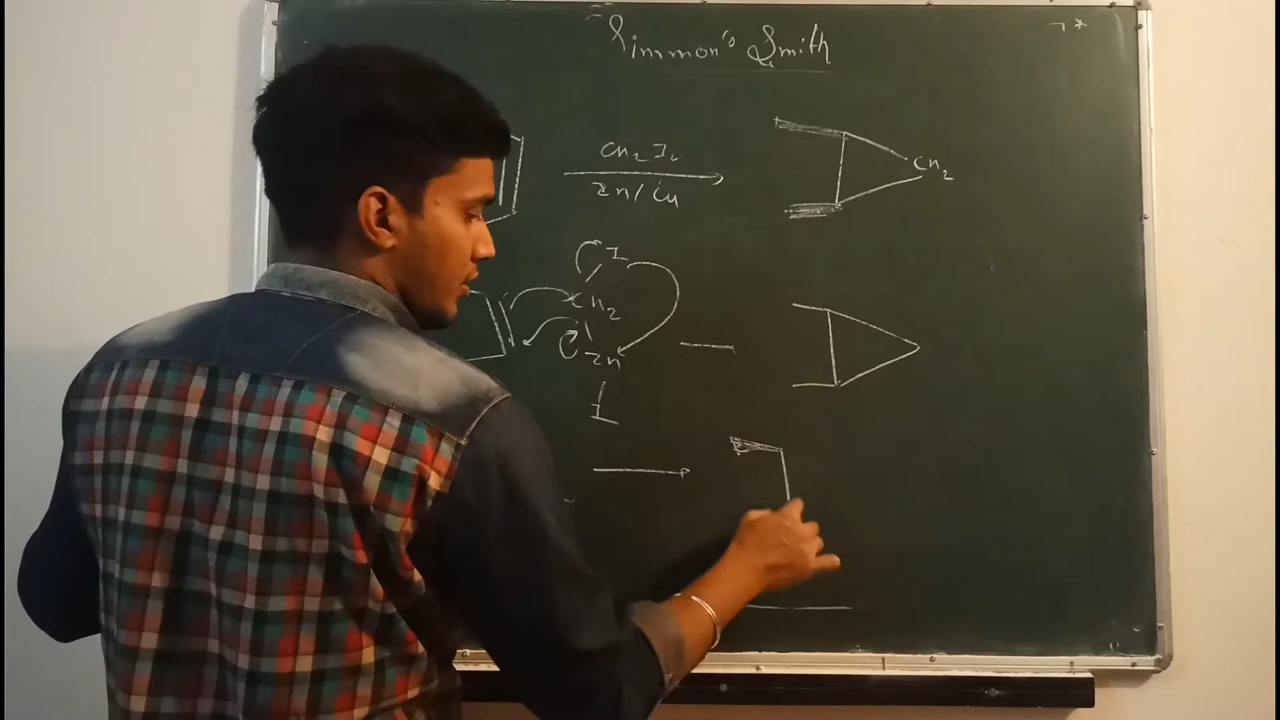 Simmon's Smith
CH2I2
Zn/Cu
CH2
I
CH2
Zn
I